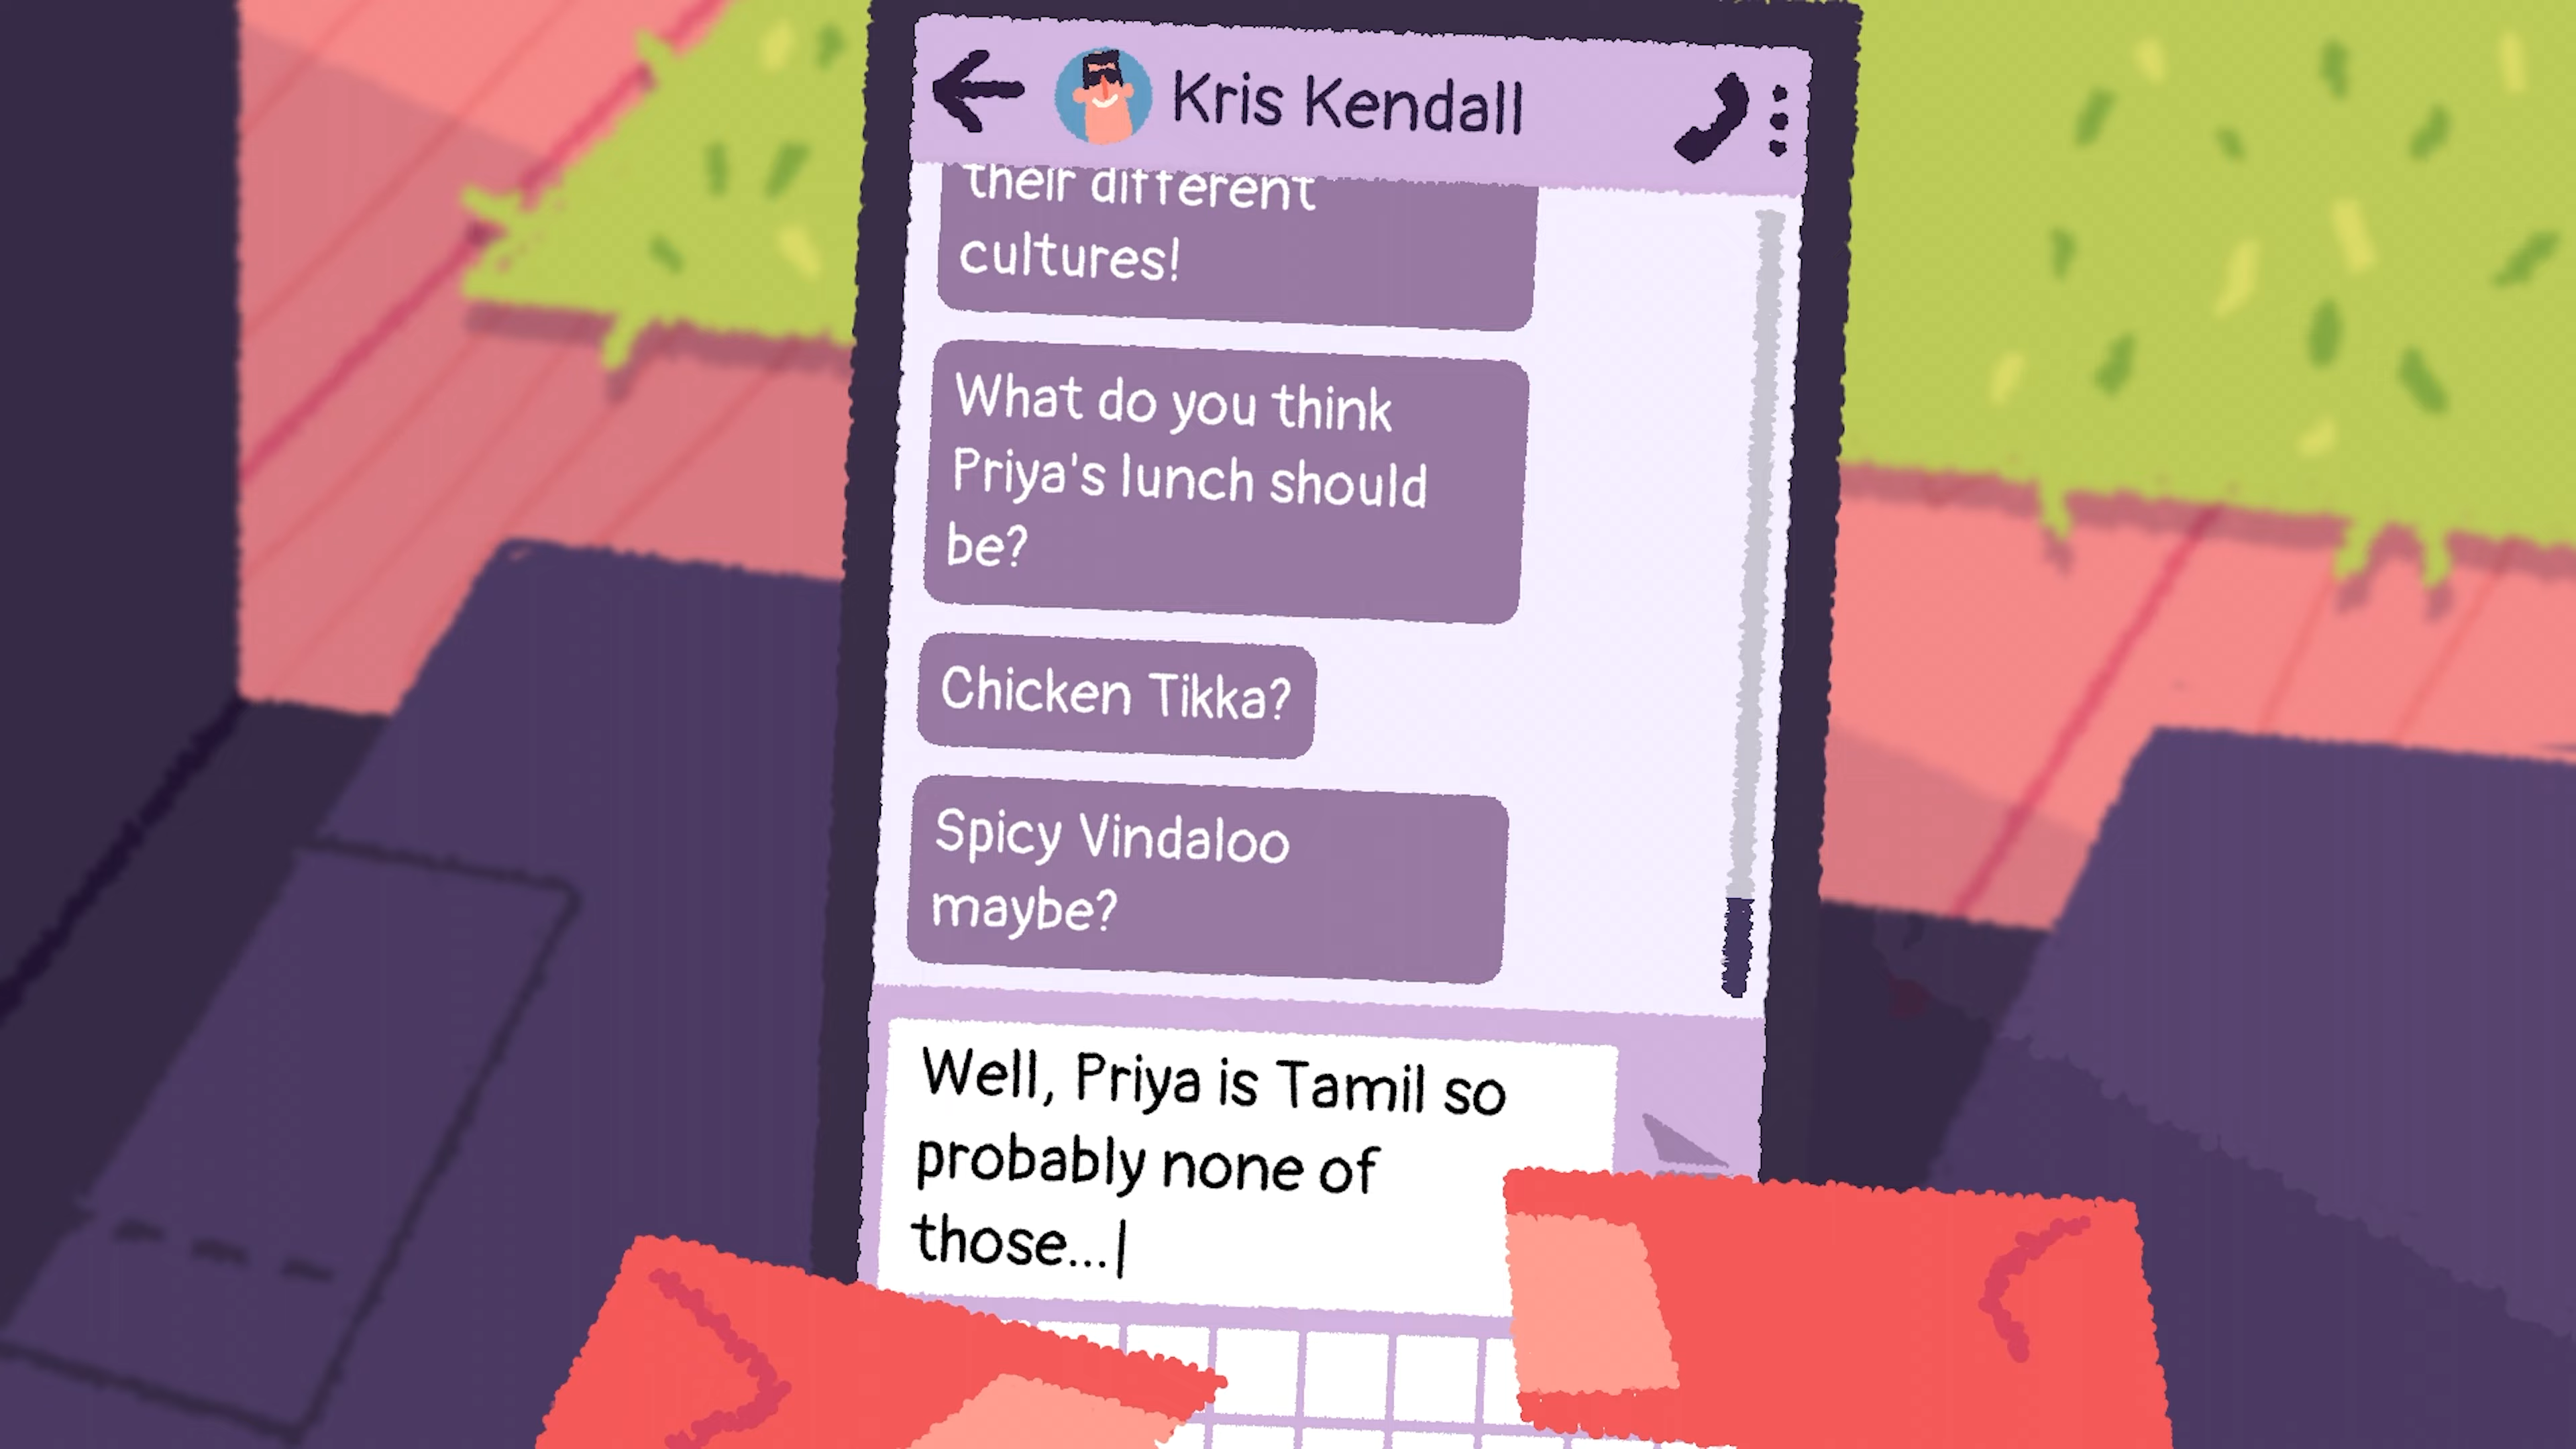 Kris Kendall
their different
cultures!
What do you think
Priya's lunch should
be?
Chicken Tikka?
Spicy Vindaloo
maybe?
Well, Priya is Tamil so
probably none of
those...